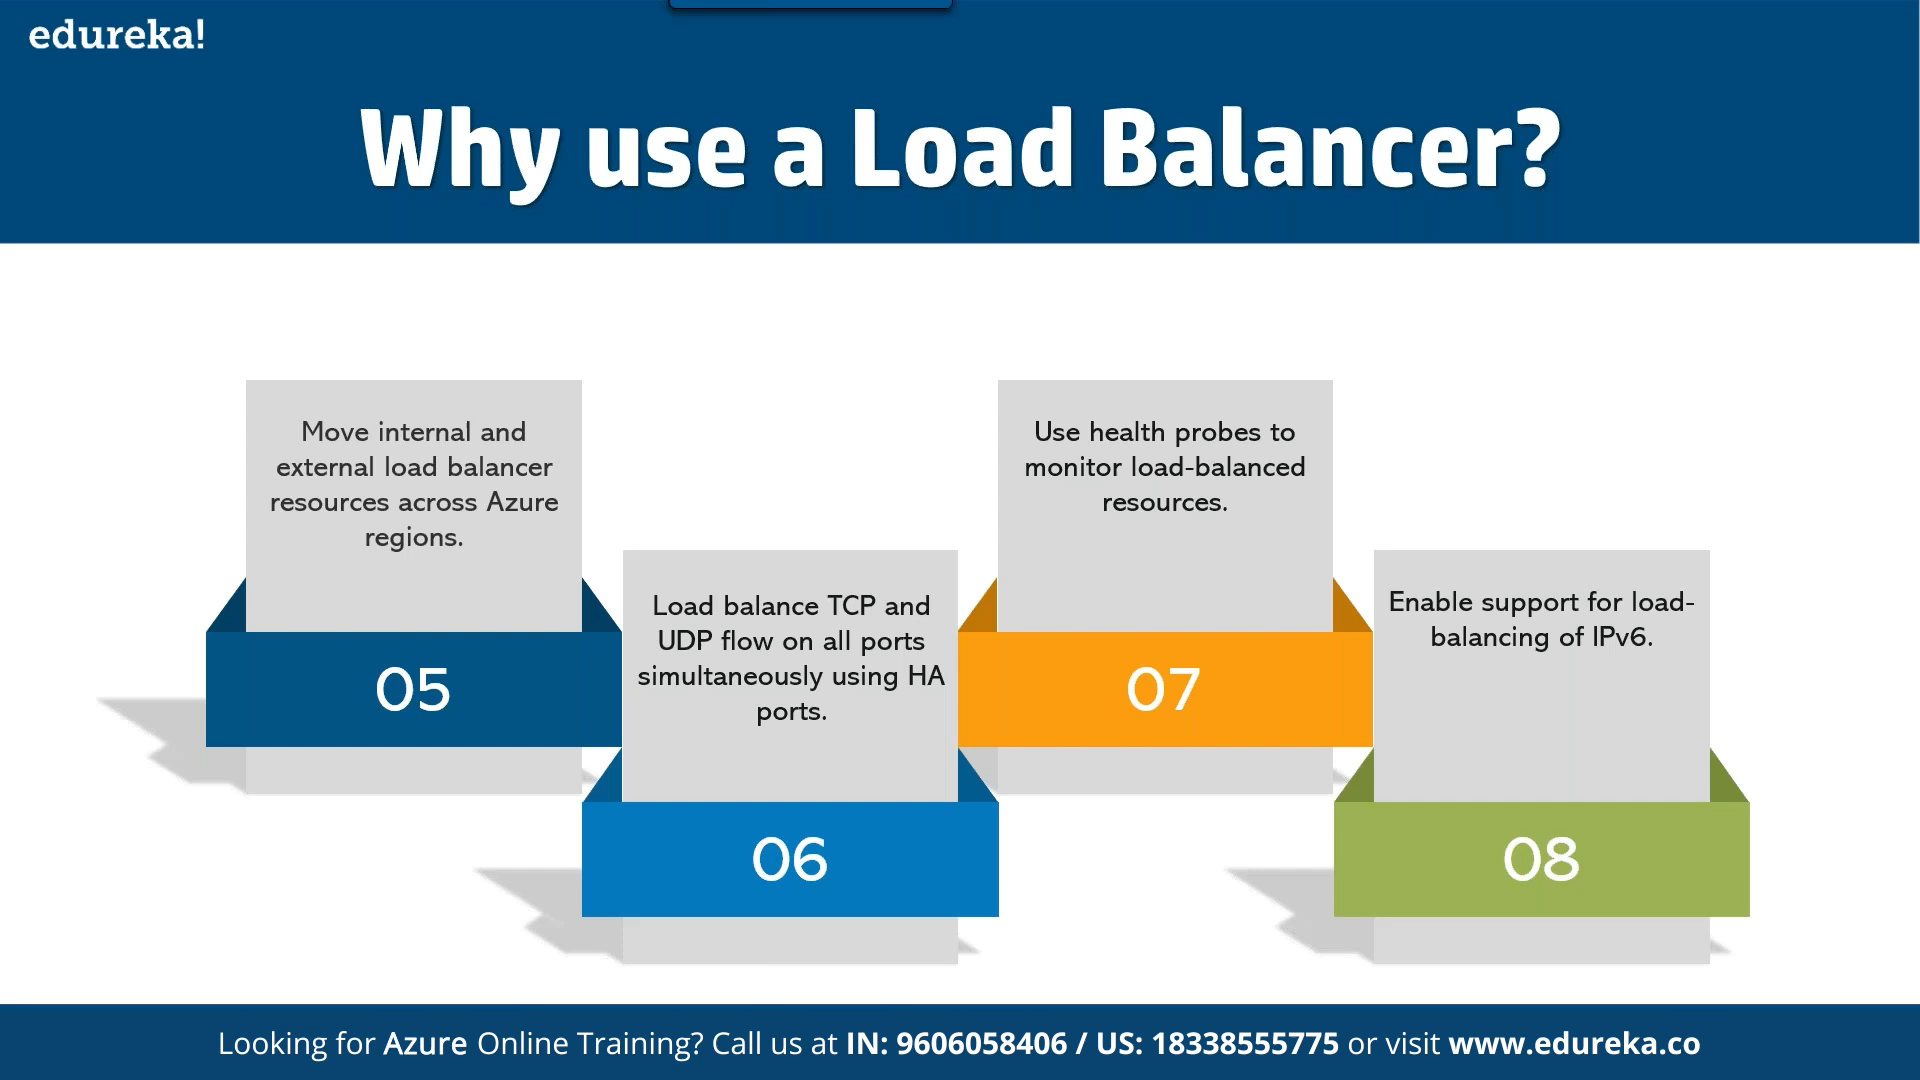 edureka!
Why use a Load Balancer?
Move internal and
external load balancer
resources across Azure
regions.
05
Load balance TCP and
UDP flow on all ports
simultaneously using HA
ports.
06
Use health probes to
monitor load-balanced
resources.
07
Enable support for load-
balancing of IPv6.
08
Looking for Azure Online Training? Call us at IN: 9606058406 / US: 18338555775 or visit www.edureka.co